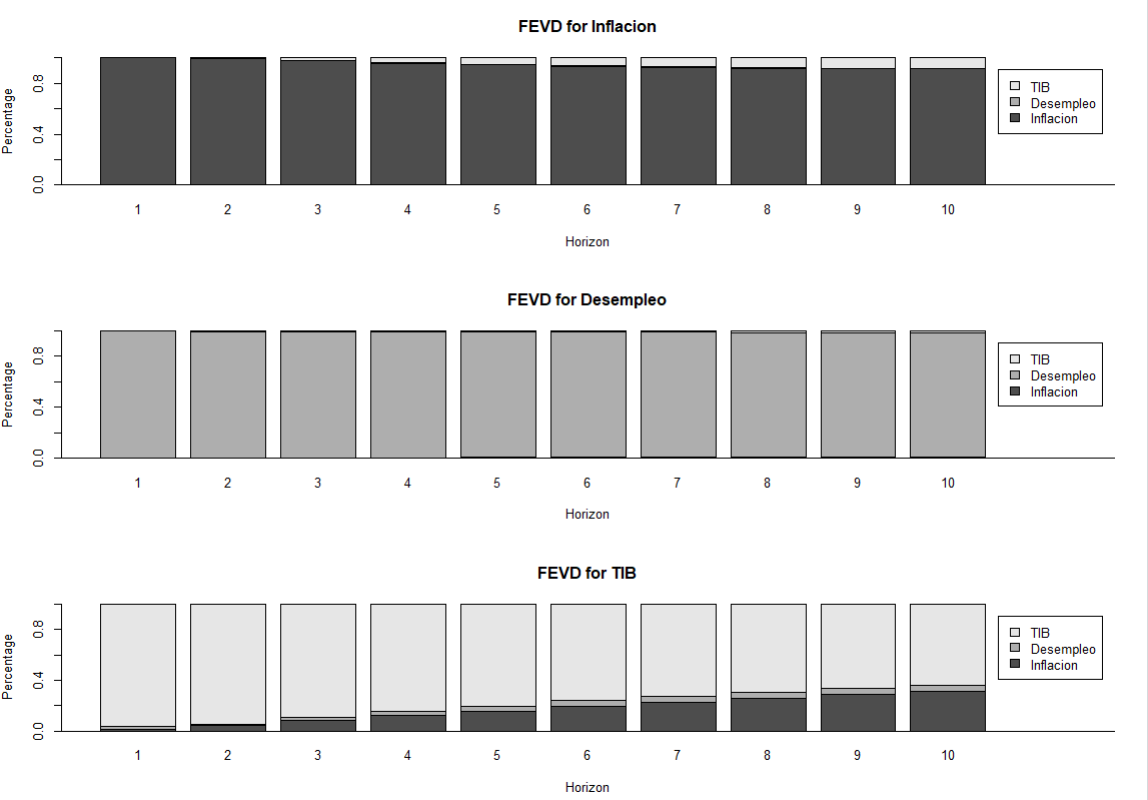 FEVD for Inflacion
Percentage
0.0 0.4 0.8
TIB
Desempleo
Inflacion
1 2 3 4 5 6 7 8 9 10
Horizon
FEVD for Desempleo
Percentage
0.0 0.4 0.8
TIB
Desempleo
Inflacion
1 2 3 4 5 6 7 8 9 10
Horizon
FEVD for TIB
Percentage
0.0 0.4 0.8
TIB
Desempleo
Inflacion
1 2 3 4 5 6 7 8 9 10
Horizon